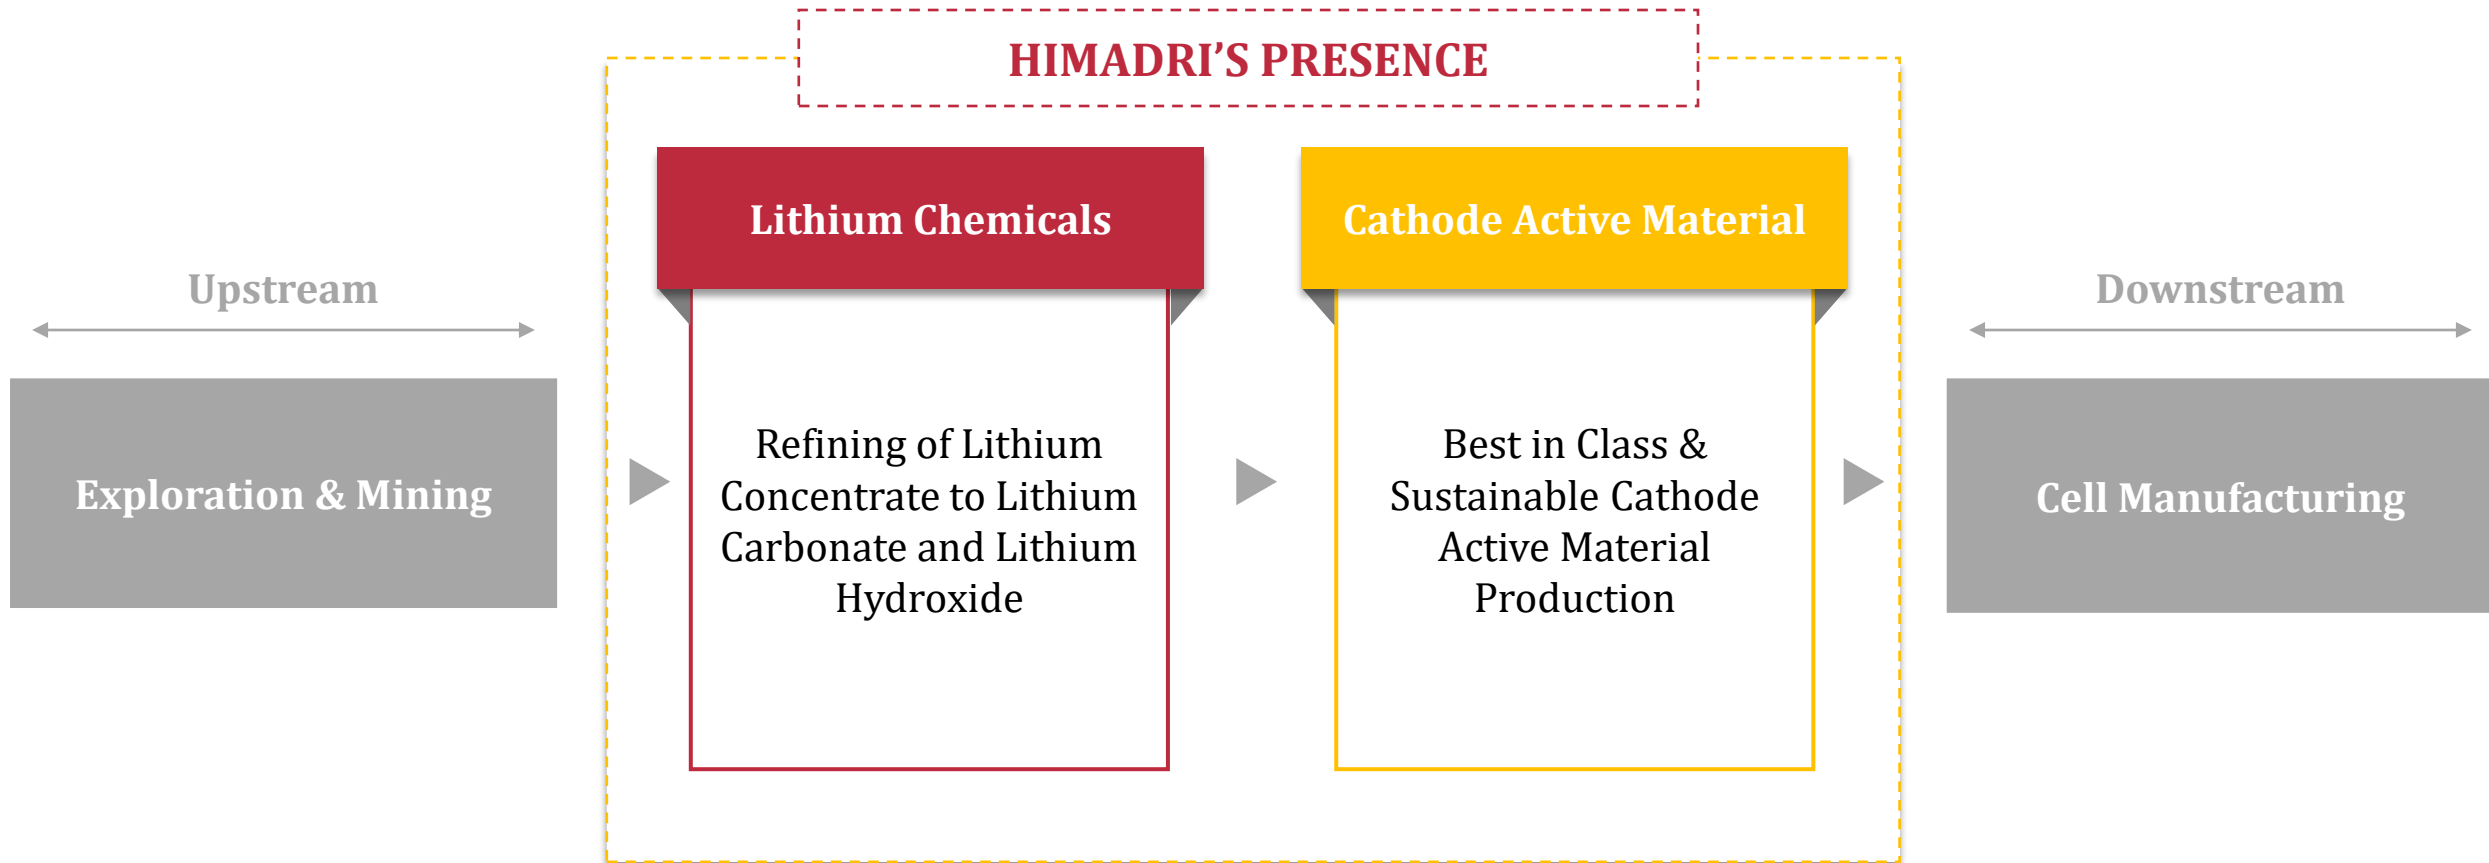 HIMADRI’S PRESENCE
Upstream
Exploration & Mining
Lithium Chemicals
Refining of Lithium
Concentrate to Lithium
Carbonate and Lithium
Hydroxide
Cathode Active Material
Best in Class &
Sustainable Cathode
Active Material
Production
Downstream
Cell Manufacturing